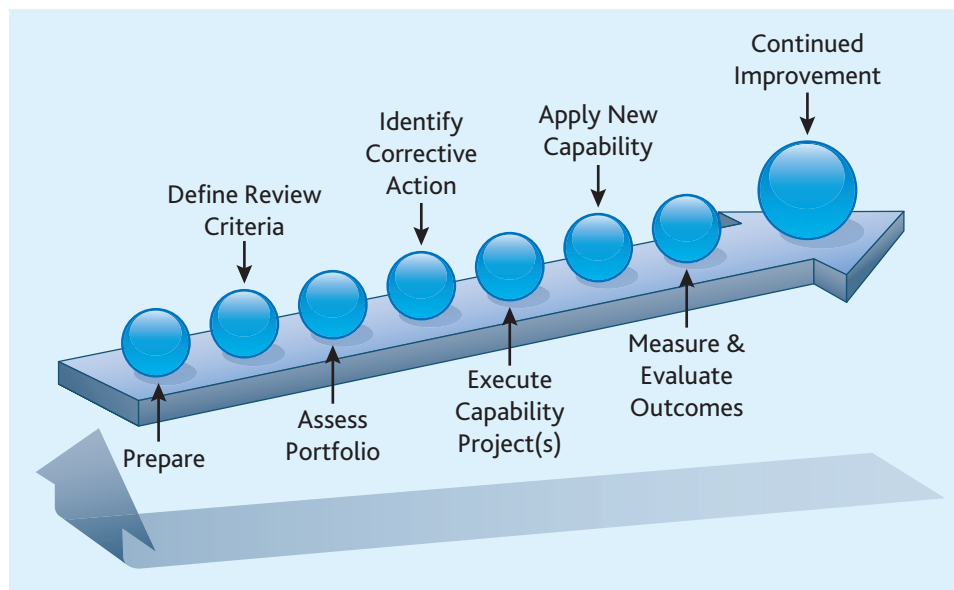 Prepare
Define Review
Criteria
Assess
Portfolio
Identify
Corrective
Action
Execute
Capability
Project(s)
Apply New
Capability
Measure &
Evaluate
Outcomes
Continued
Improvement